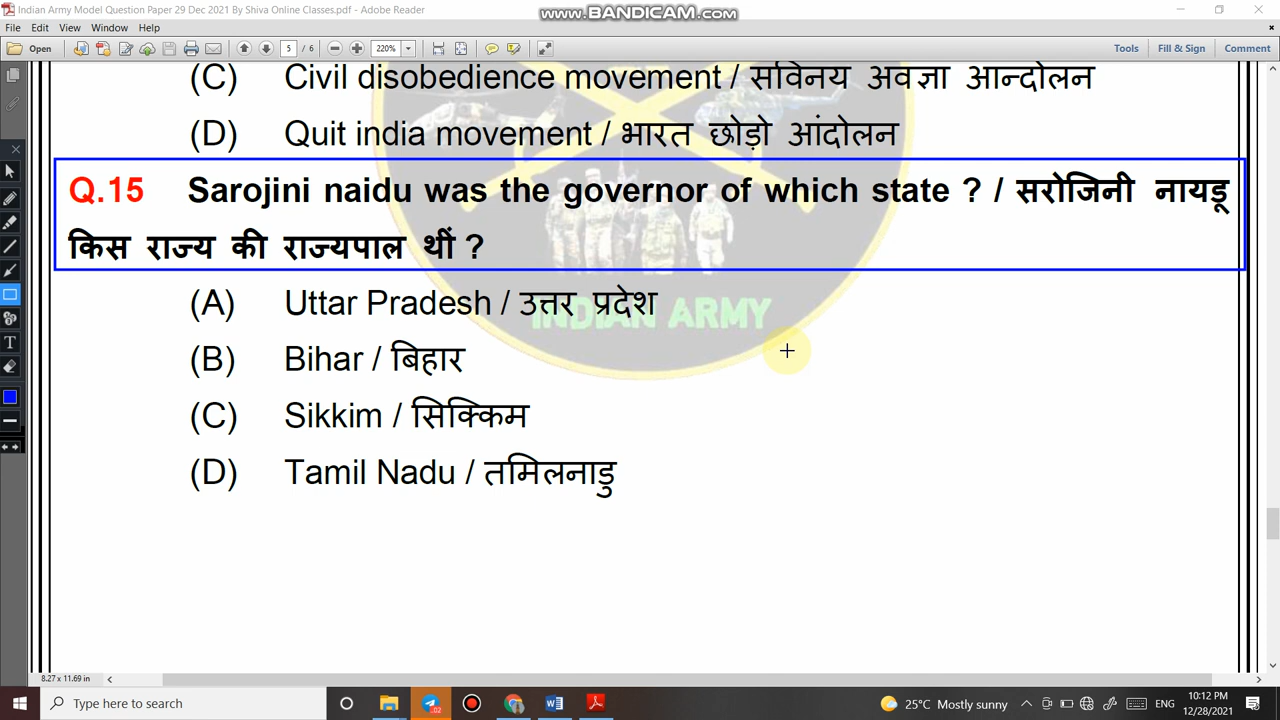 Indian Army Model Question Paper 29 Dec 2021 By Shiva Online Classes.pdf - Adobe Reader
www.BANDICAM.com
File Edit View Window Help
Open 5 / 6 220% Tools Fill & Sign Comment
(C) Civil disobedience movement / सविनय अवज्ञा आन्दोलन
(D) Quit india movement / भारत छोड़ो आंदोलन
Q.15 Sarojini naidu was the governor of which state ? / सरोजिनी नायडू
किस राज्य की राज्यपाल थीं ?
(A) Uttar Pradesh / उत्तर प्रदेश
INDIAN ARMY
(B) Bihar / बिहार
(C) Sikkim / सिक्किम
(D) Tamil Nadu / तमिलनाडु
8.27 x 11.69 in
Type here to search
25°C Mostly sunny
ENG
10:12 PM
12/28/2021